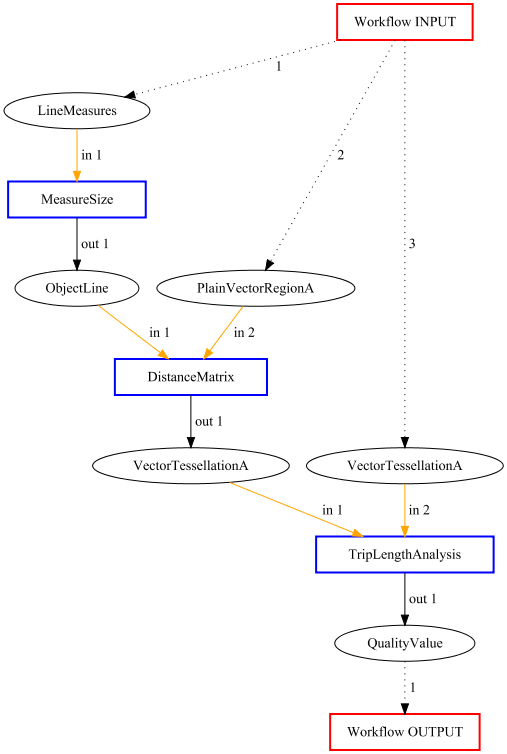 Workflow INPUT
1
LineMeasures
2
in 1
MeasureSize
3
out 1
ObjectLine
PlainVectorRegionA
in 1
in 2
DistanceMatrix
out 1
VectorTessellationA
VectorTessellationA
in 1
in 2
TripLengthAnalysis
out 1
QualityValue
1
Workflow OUTPUT